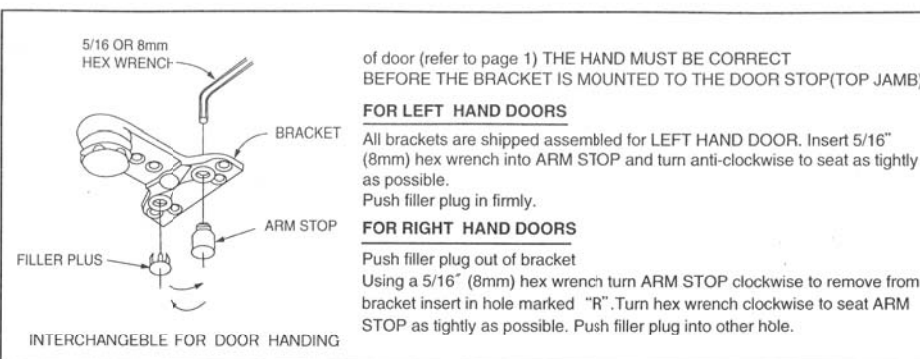 5/16 OR 8mm
HEX WRENCH
BRACKET
ARM STOP
FILLER PLUS
INTERCHANGEBLE FOR DOOR HANDING
of door (refer to page 1) THE HAND MUST BE CORRECT
BEFORE THE BRACKET IS MOUNTED TO THE DOOR STOP(TOP JAMB)
FOR LEFT HAND DOORS
All brackets are shipped assembled for LEFT HAND DOOR. Insert 5/16"
(8mm) hex wrench into ARM STOP and turn anti-clockwise to seat as tightly
as possible.
Push filler plug in firmly.
FOR RIGHT HAND DOORS
Push filler plug out of bracket
Using a 5/16" (8mm) hex wrench turn ARM STOP clockwise to remove from
bracket insert in hole marked "R".Turn hex wrench clockwise to seat ARM
STOP as tightly as possible. Push filler plug into other hole.